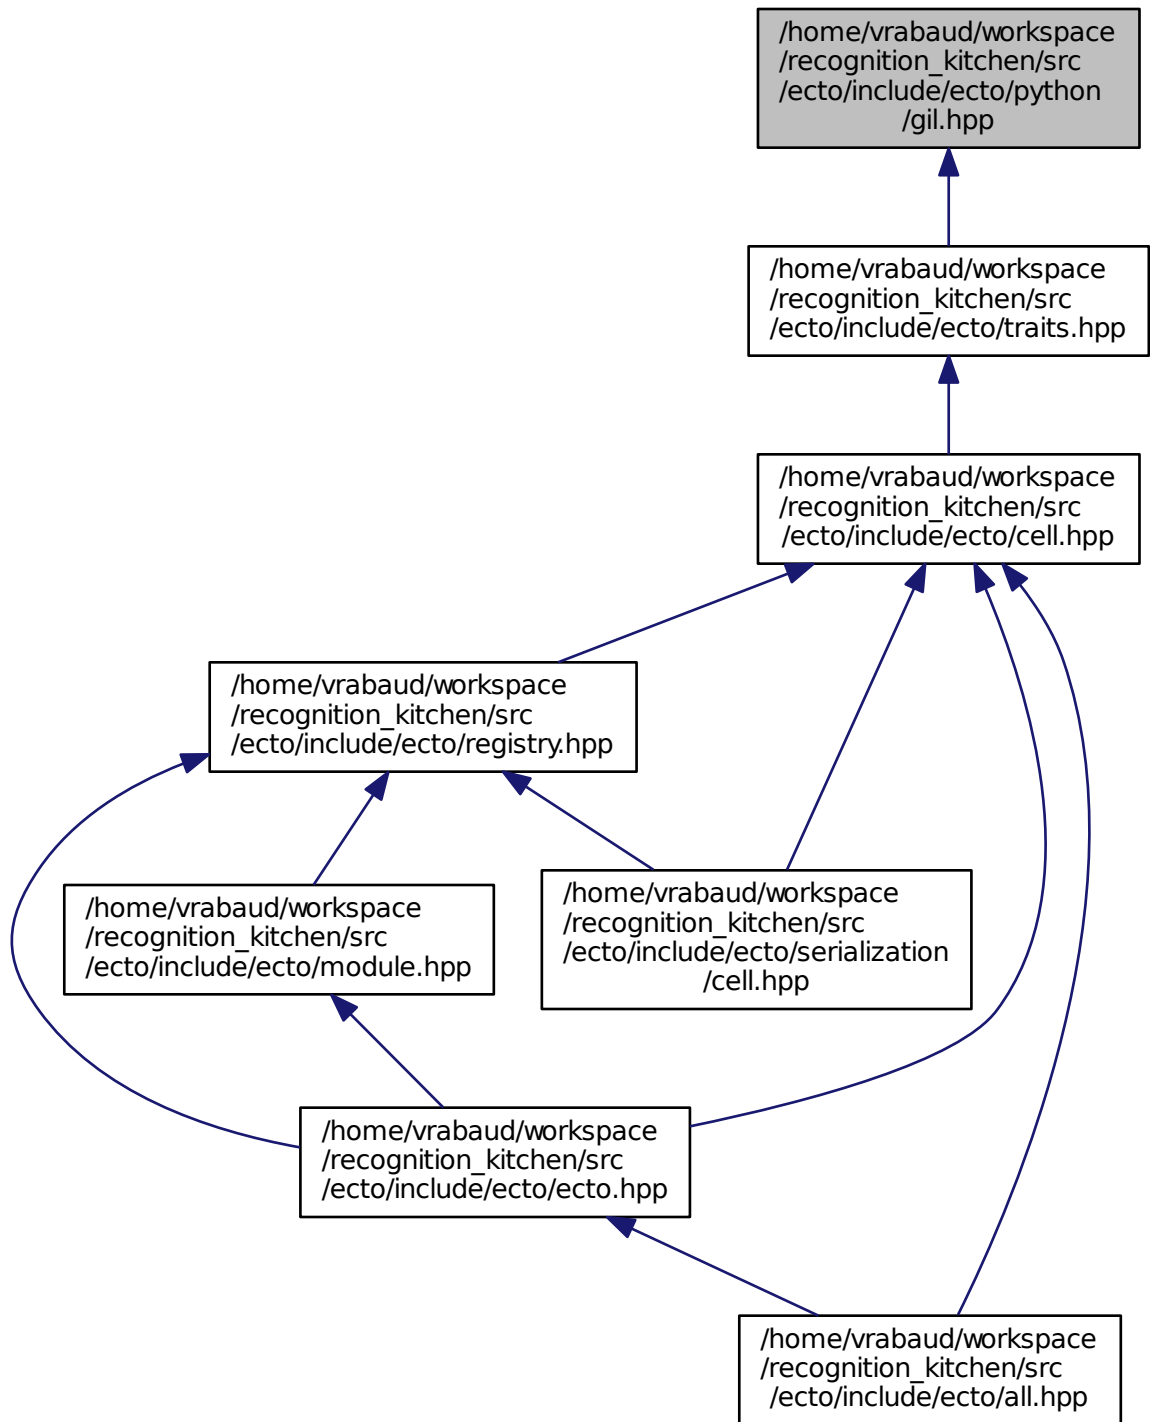 /home/vrabaud/workspace
/recognition_kitchen/src
/ecto/include/ecto/python
/gil.hpp
/home/vrabaud/workspace
/recognition_kitchen/src
/ecto/include/ecto/traits.hpp
/home/vrabaud/workspace
/recognition_kitchen/src
/ecto/include/ecto/cell.hpp
/home/vrabaud/workspace
/recognition_kitchen/src
/ecto/include/ecto/registry.hpp
/home/vrabaud/workspace
/recognition_kitchen/src
/ecto/include/ecto/module.hpp
/home/vrabaud/workspace
/recognition_kitchen/src
/ecto/include/ecto/serialization
/cell.hpp
/home/vrabaud/workspace
/recognition_kitchen/src
/ecto/include/ecto/ecto.hpp
/home/vrabaud/workspace
/recognition_kitchen/src
/ecto/include/ecto/all.hpp